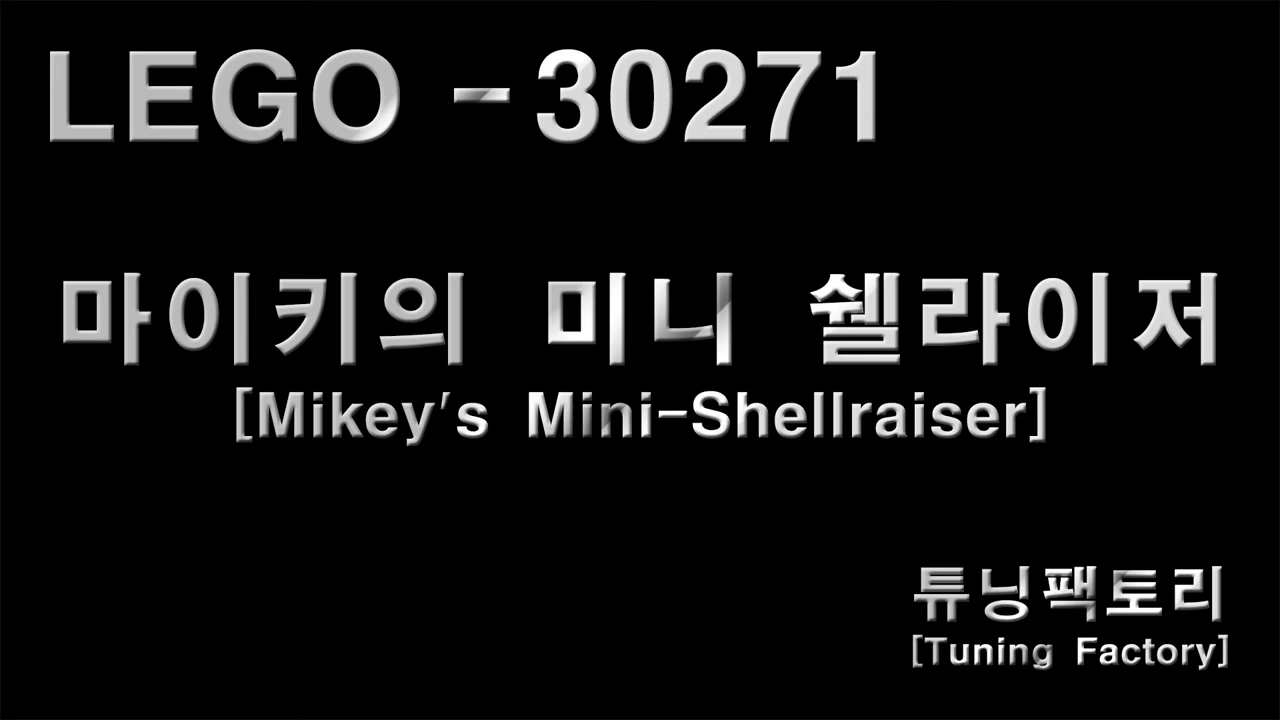 LEGO - 30271
마이키의 미니 쉘라이저
[Mikey's Mini-Shellraiser]
튜닝팩토리
[Tuning Factory]